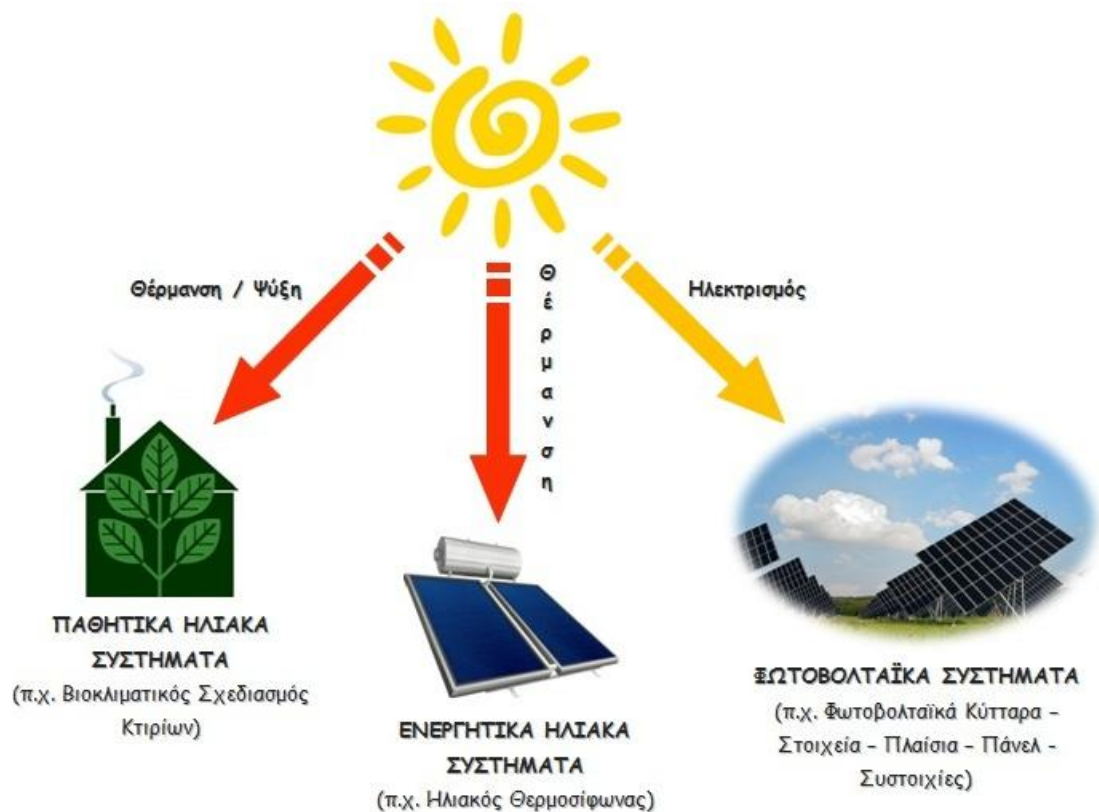 Θέρμανση / Ψύξη
Θέρμανση
Ηλεκτρισμός
ΠΑΘΗΤΙΚΑ ΗΛΙΑΚΑ
ΣΥΣΤΗΜΑΤΑ
(π.χ. Βιοκλιματικός Σχεδιασμός
Κτιρίων)
ΕΝΕΡΓΗΤΙΚΑ ΗΛΙΑΚΑ
ΣΥΣΤΗΜΑΤΑ
(π.χ. Ηλιακός Θερμοσίφωνας)
ΦΩΤΟΒΟΛΤΑΪΚΑ ΣΥΣΤΗΜΑΤΑ
(π.χ. Φωτοβολταϊκά Κύτταρα –
Στοιχεία – Πλαίσια – Πάνελ -
Συστοιχίες)